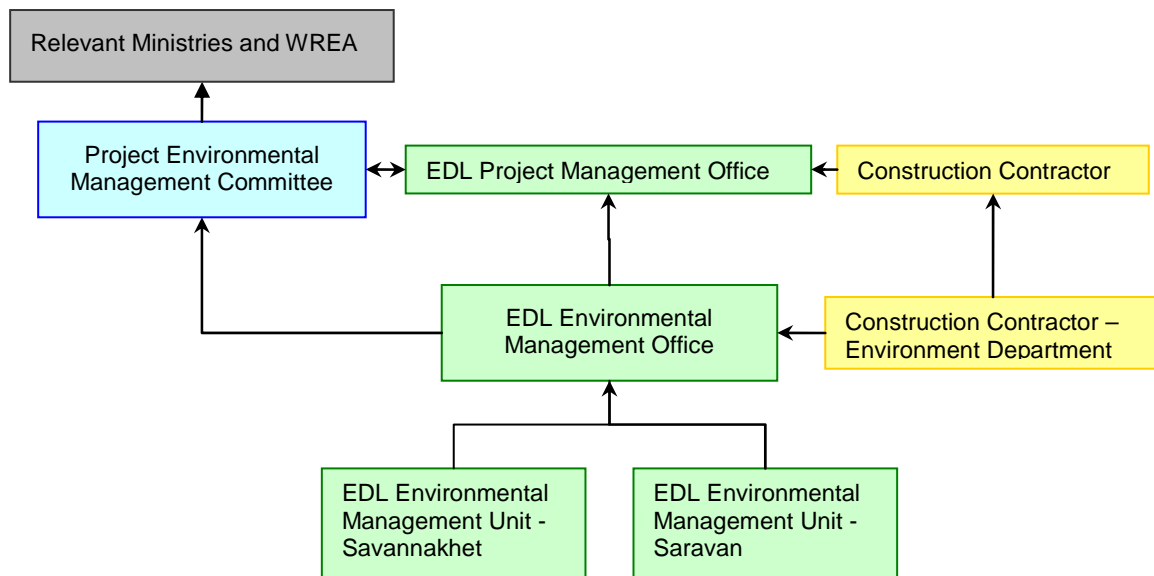 Relevant Ministries and WREA
Project Environmental
Management Committee
EDL Project Management Office
Construction Contractor
EDL Environmental
Management Office
Construction Contractor –
Environment Department
EDL Environmental
Management Unit -
Savannakhet
EDL Environmental
Management Unit -
Saravan